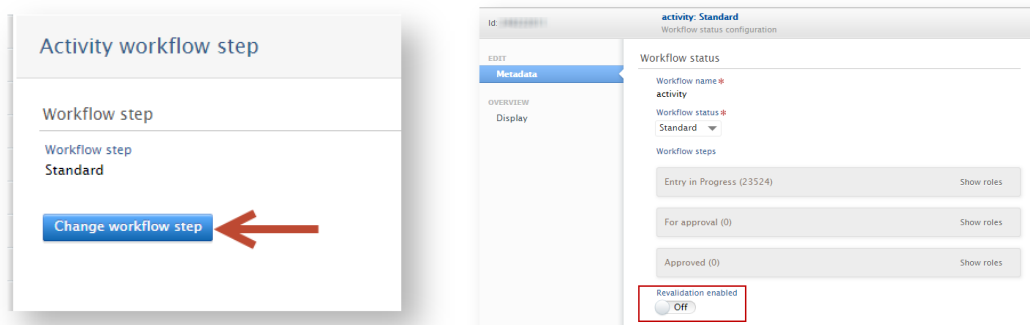 Activity workflow step
Workflow step
Workflow step
Standard
Change workflow step
Id:
activity: Standard
Workflow status configuration
EDIT
Metadata
OVERVIEW
Display
Workflow status
Workflow name *
activity
Workflow status *
Standard
Workflow steps
Entry in Progress (23524) Show roles
For approval (0) Show roles
Approved (0) Show roles
Revalidation enabled
Off